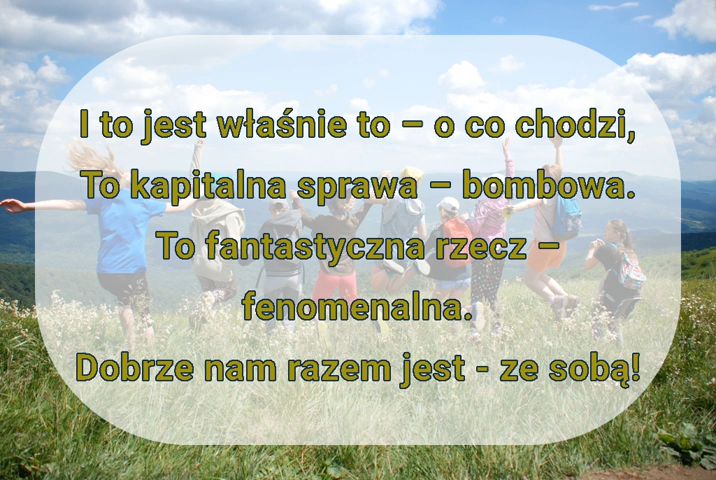 I to jest właśnie to – o co chodzi,
To kapitalna sprawa – bombowa.
To fantastyczna rzecz –
fenomenalna.
Dobrze nam razem jest - ze sobą!